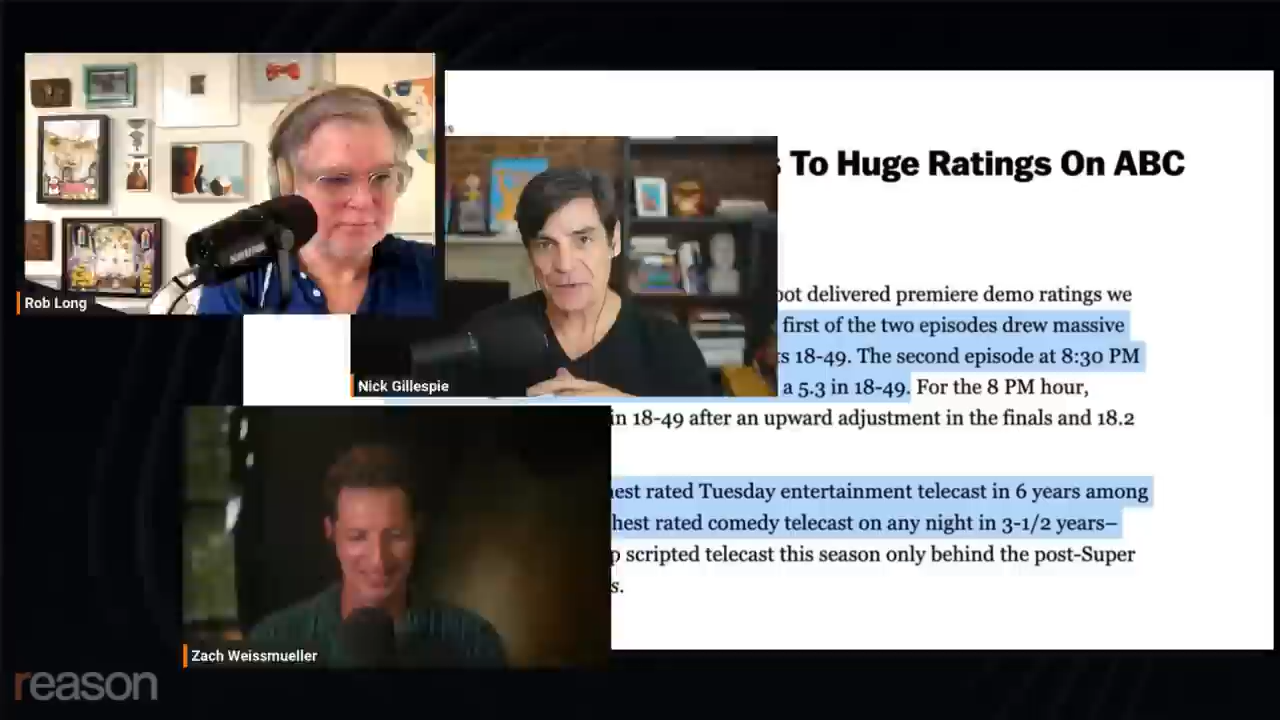 s To Huge Ratings On ABC
oot delivered premiere demo ratings we
first of the two episodes drew massive
ts 18-49. The second episode at 8:30 PM
a 5.3 in 18-49. For the 8 PM hour,
in 18-49 after an upward adjustment in the finals and 18.2
hest rated Tuesday entertainment telecast in 6 years among
hest rated comedy telecast on any night in 3-1/2 years–
p scripted telecast this season only behind the post-Super
s.
Rob Long
Nick Gillespie
Zach Weissmueller
reason